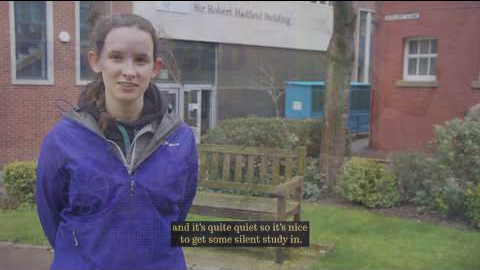 Sir Robert Hadfield Building
and it's quite quiet so it's nice
to get some silent study in.